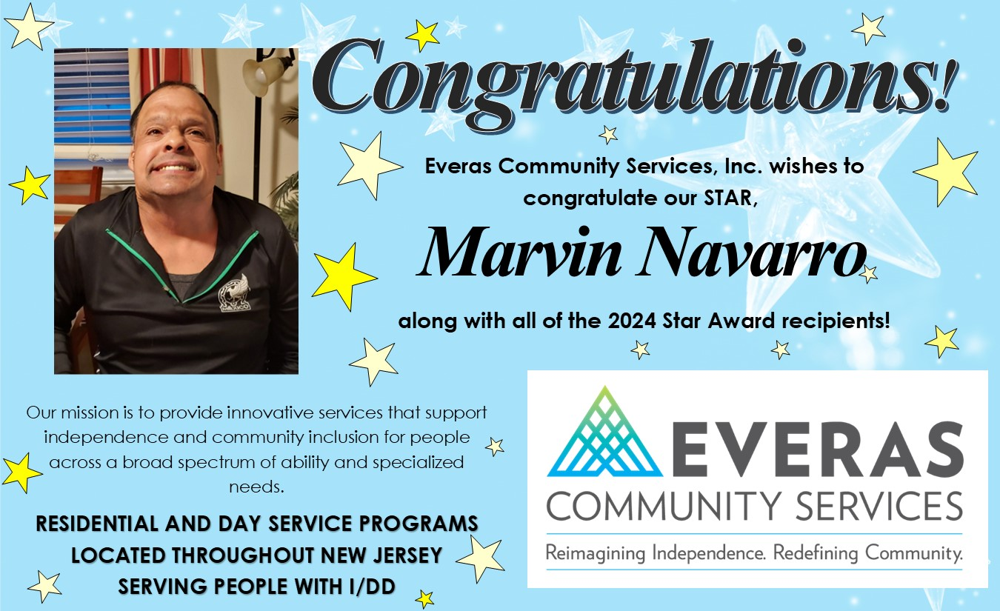 Congratulations!
Everas Community Services, Inc. wishes to
congratulate our STAR,
Marvin Navarro
along with all of the 2024 Star Award recipients!
MEXICO
Our mission is to provide innovative services that support
independence and community inclusion for people
across a broad spectrum of ability and specialized
needs.
RESIDENTIAL AND DAY SERVICE PROGRAMS
LOCATED THROUGHOUT NEW JERSEY
SERVING PEOPLE WITH I/DD
EVERAS
COMMUNITY SERVICES
Reimagining Independence. Redefining Community.